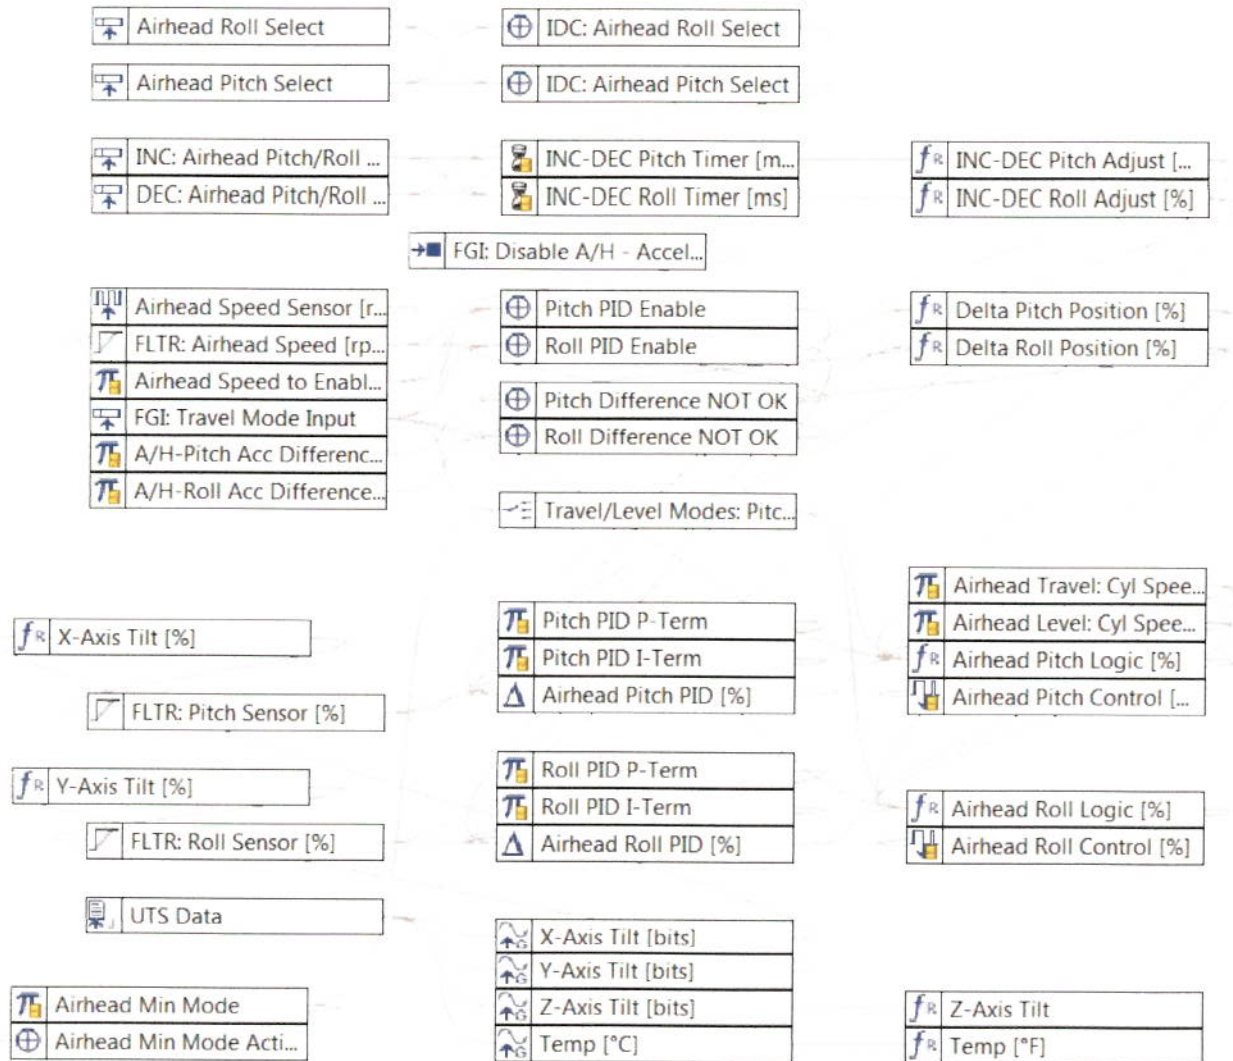 Airhead Roll Select
IDC: Airhead Roll Select
Airhead Pitch Select
IDC: Airhead Pitch Select
INC: Airhead Pitch/Roll ...
INC-DEC Pitch Timer [m...
INC-DEC Pitch Adjust [...
DEC: Airhead Pitch/Roll ...
INC-DEC Roll Timer [ms]
INC-DEC Roll Adjust [%]
FGI: Disable A/H - Accel...
Airhead Speed Sensor [r...
Pitch PID Enable
Delta Pitch Position [%]
FLTR: Airhead Speed [rp...
Roll PID Enable
Delta Roll Position [%]
Airhead Speed to Enabl...
Pitch Difference NOT OK
FGI: Travel Mode Input
Roll Difference NOT OK
A/H-Pitch Acc Differenc...
A/H-Roll Acc Difference...
Travel/Level Modes: Pitc...
Airhead Travel: Cyl Spee...
Pitch PID P-Term
Airhead Level: Cyl Spee...
X-Axis Tilt [%]
Pitch PID I-Term
Airhead Pitch Logic [%]
Airhead Pitch PID [%]
Airhead Pitch Control [...
FLTR: Pitch Sensor [%]
Roll PID P-Term
Y-Axis Tilt [%]
Roll PID I-Term
Airhead Roll Logic [%]
FLTR: Roll Sensor [%]
Airhead Roll PID [%]
Airhead Roll Control [%]
UTS Data
X-Axis Tilt [bits]
Y-Axis Tilt [bits]
Airhead Min Mode
Z-Axis Tilt [bits]
Z-Axis Tilt
Airhead Min Mode Acti...
Temp [°C]
Temp [°F]